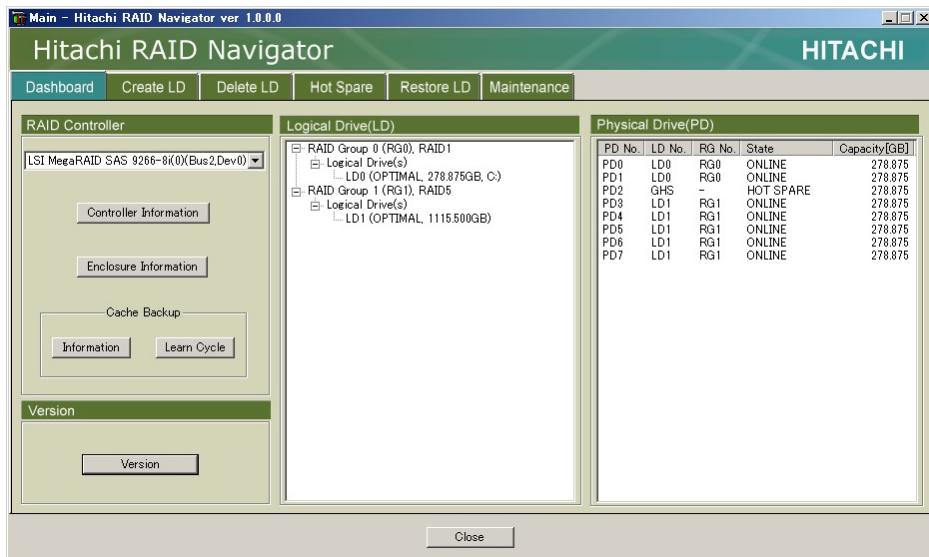 Main - Hitachi RAID Navigator ver 1.0.0.0
Hitachi RAID Navigator
HITACHI
Dashboard Create LD Delete LD Hot Spare Restore LD Maintenance
RAID Controller
LSI MegaRAID SAS 9266-8i(0)(Bus2,Dev0)
Controller Information
Enclosure Information
Cache Backup
Information Learn Cycle
Version
Version
Logical Drive(LD)
RAID Group 0 (RG0), RAID1
Logical Drive(s)
LD0 (OPTIMAL, 278.875GB, C:)
RAID Group 1 (RG1), RAID5
Logical Drive(s)
LD1 (OPTIMAL, 1115.500GB)
Physical Drive(PD)
PD No. LD No. RG No. State Capacity[GB]
PD0 LD0 RG0 ONLINE 278.875
PD1 LD0 RG0 ONLINE 278.875
PD2 GHS - HOT SPARE 278.875
PD3 LD1 RG1 ONLINE 278.875
PD4 LD1 RG1 ONLINE 278.875
PD5 LD1 RG1 ONLINE 278.875
PD6 LD1 RG1 ONLINE 278.875
PD7 LD1 RG1 ONLINE 278.875
Close